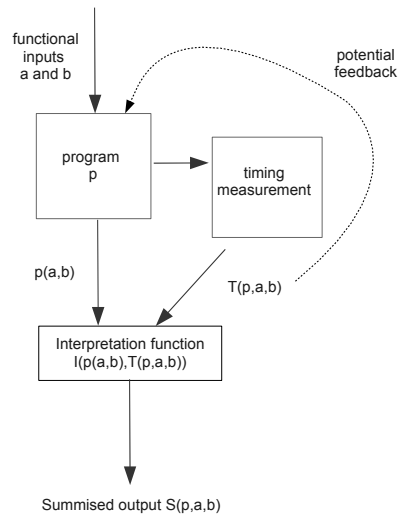 functional
inputs
a and b
potential
feedback
program
p
timing
measurement
p(a,b)
T(p,a,b)
Interpretation function
I(p(a,b),T(p,a,b))
Summised output S(p,a,b)